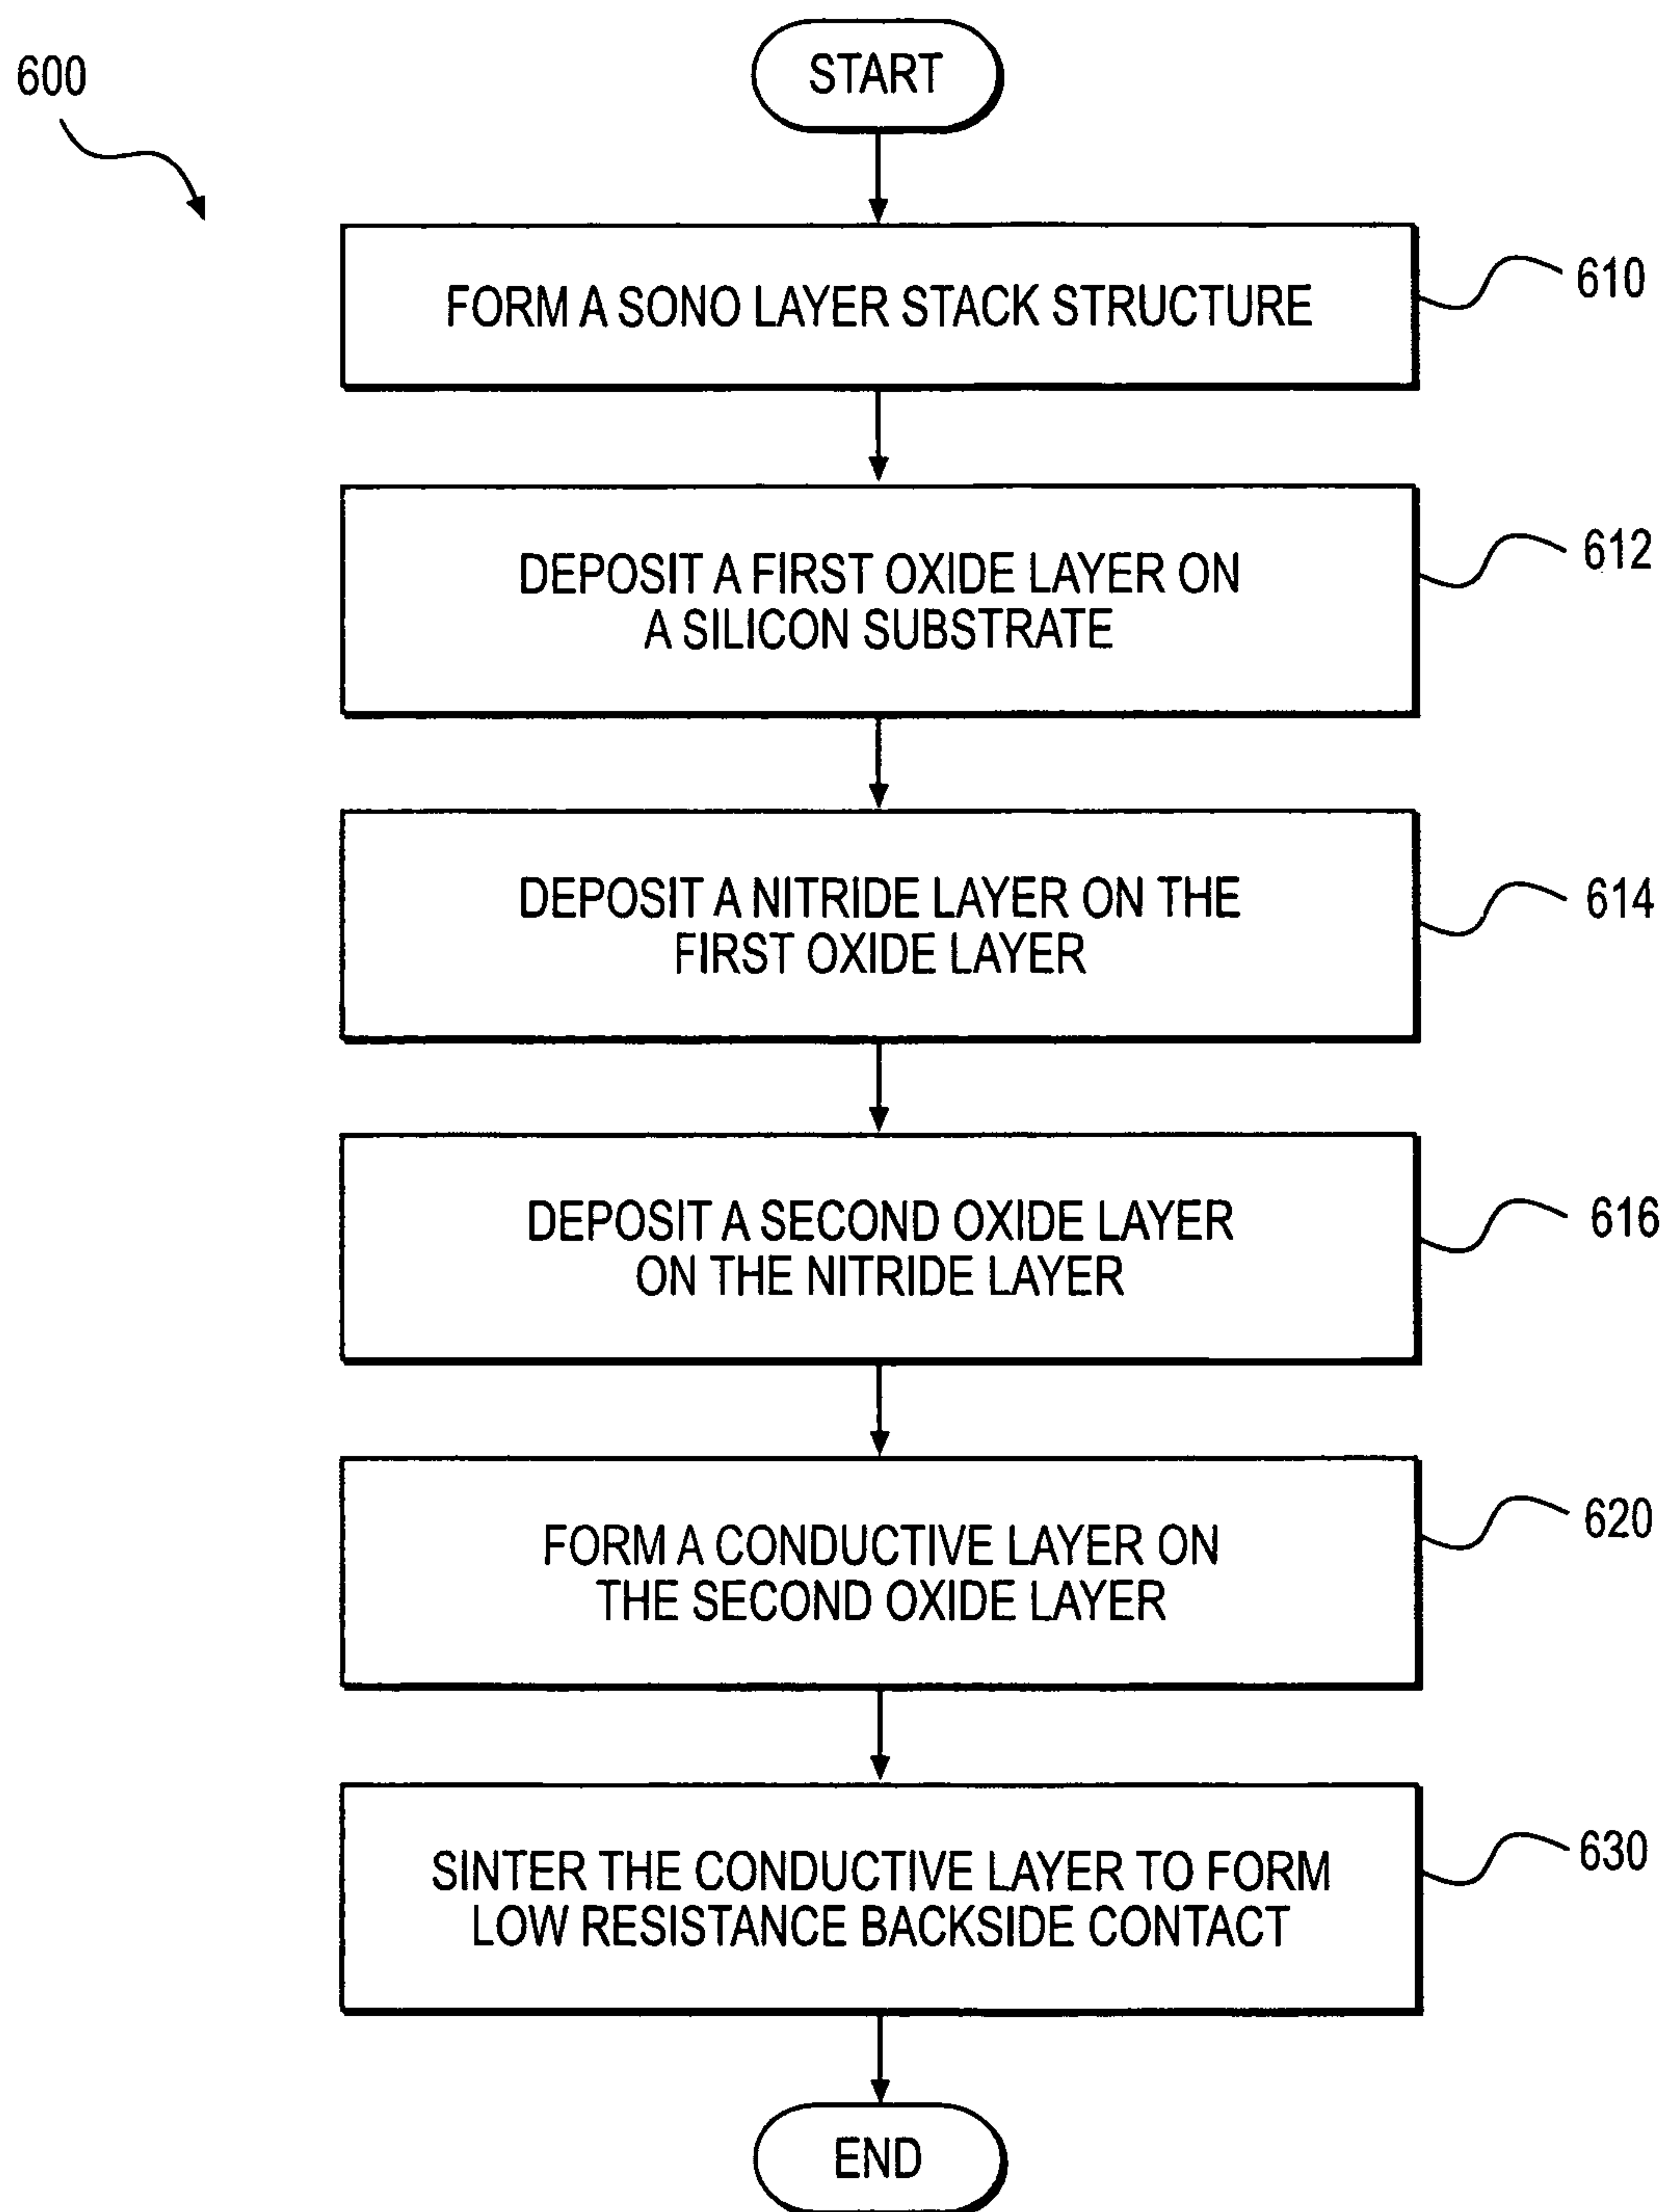 600
START
FORM A SONO LAYER STACK STRUCTURE
610
DEPOSIT A FIRST OXIDE LAYER ON
A SILICON SUBSTRATE
612
DEPOSIT A NITRIDE LAYER ON THE
FIRST OXIDE LAYER
614
DEPOSIT A SECOND OXIDE LAYER
ON THE NITRIDE LAYER
616
FORM A CONDUCTIVE LAYER ON
THE SECOND OXIDE LAYER
620
SINTER THE CONDUCTIVE LAYER TO FORM
LOW RESISTANCE BACKSIDE CONTACT
630
END